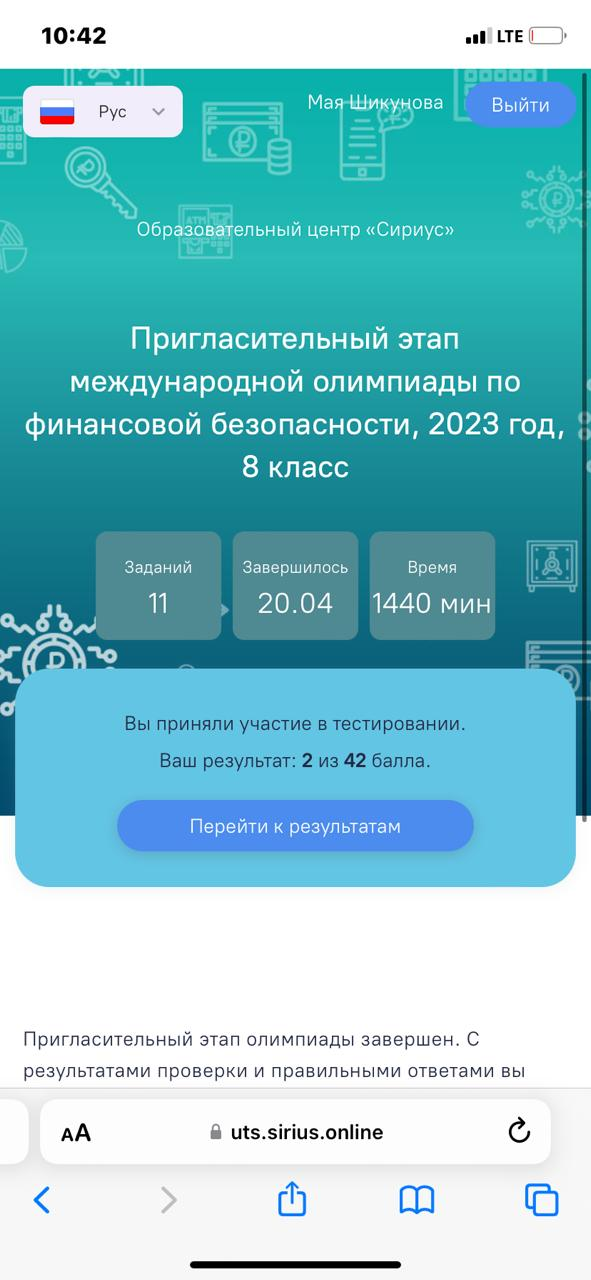 10:42
LTE
Рус
Мая Шикунова
Выйти
Образовательный центр «Сириус»
Пригласительный этап
международной олимпиады по
финансовой безопасности, 2023 год,
8 класс
Заданий
11
Завершилось
20.04
Время
1440 мин
Вы приняли участие в тестировании.
Ваш результат: 2 из 42 балла.
Перейти к результатам
Пригласительный этап олимпиады завершен. С
результатами проверки и правильными ответами вы
AA
uts.sirius.online